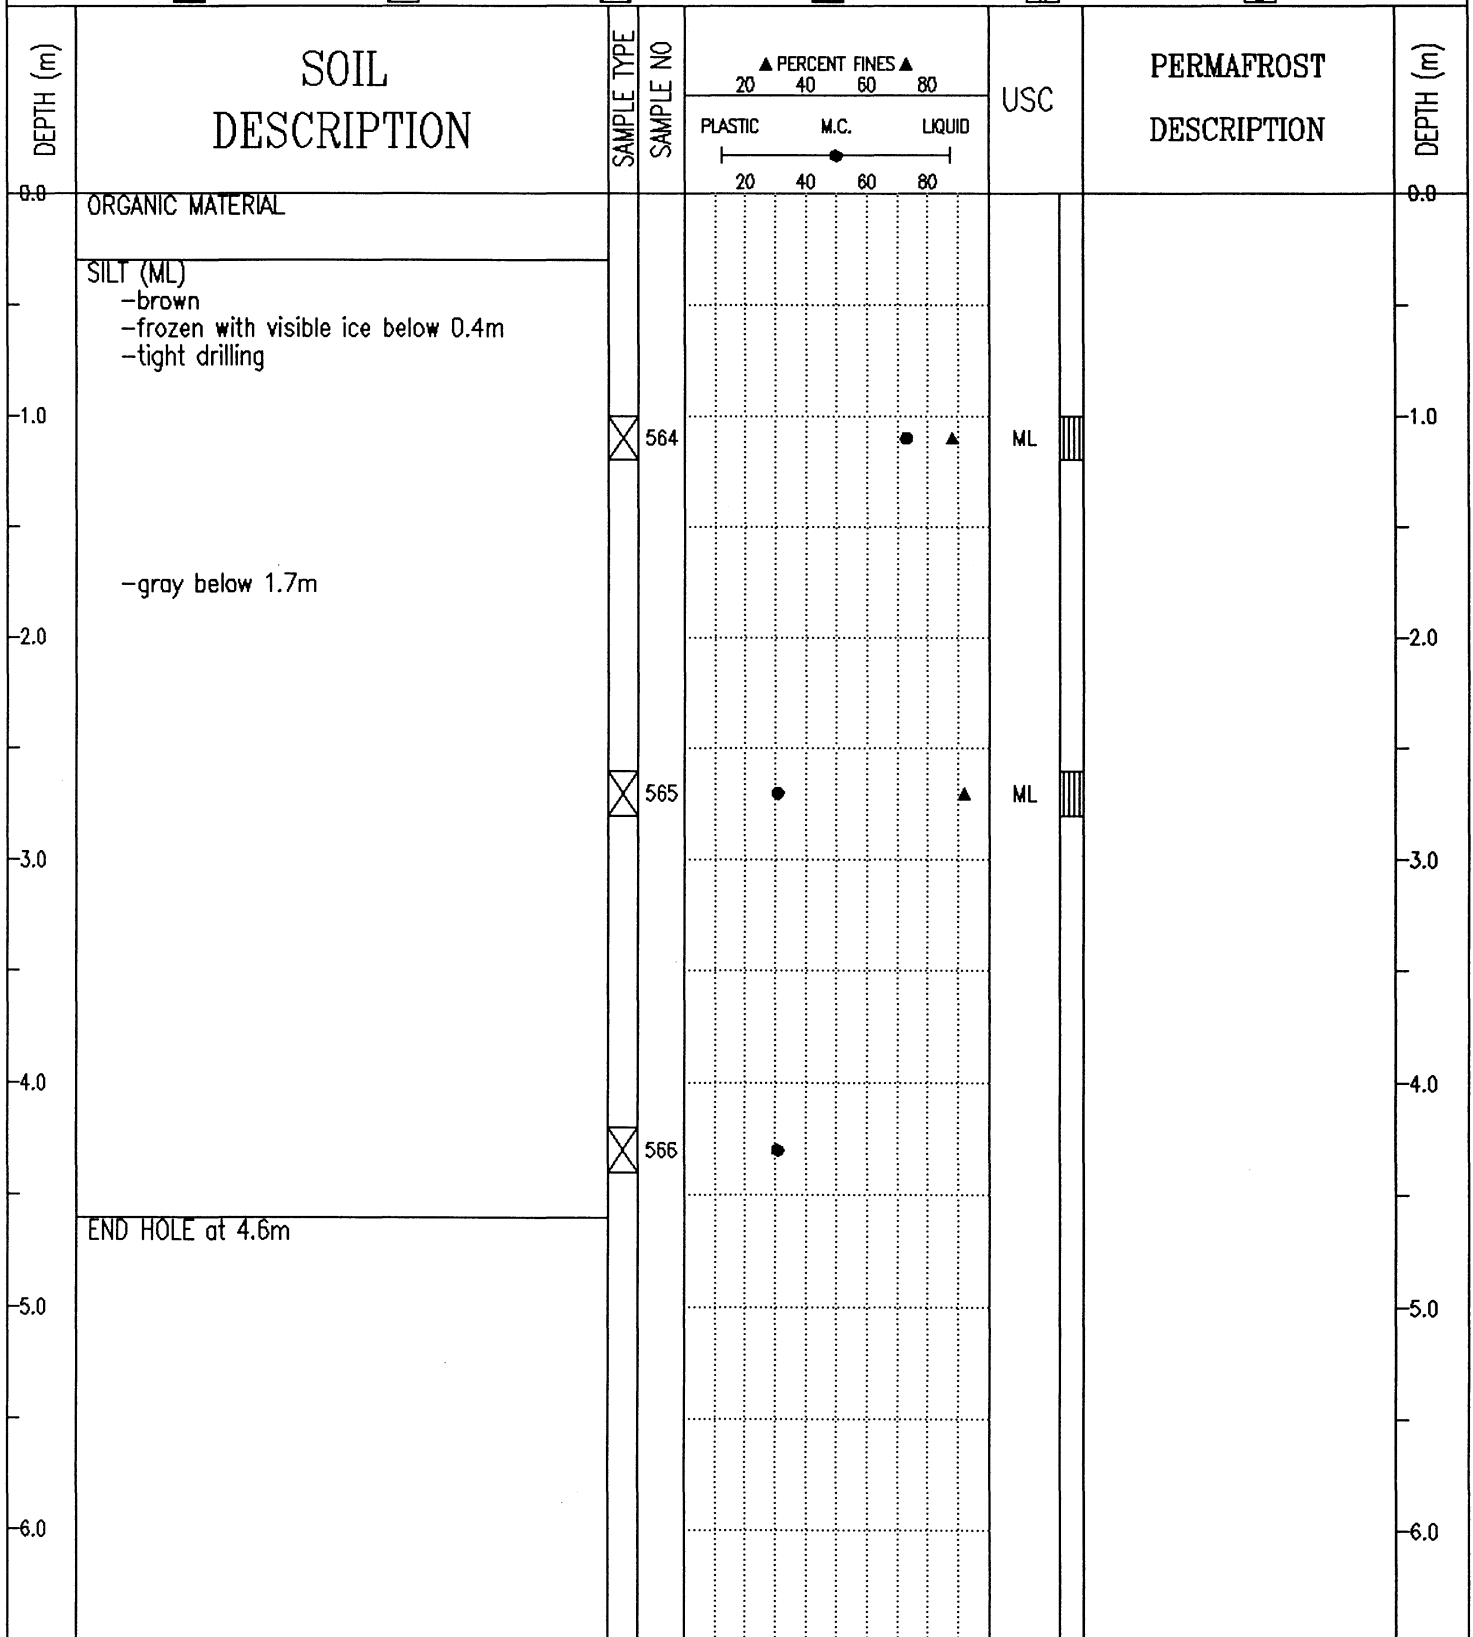 DEPTH (m)
SOIL
DESCRIPTION
SAMPLE TYPE
SAMPLE NO
▲ PERCENT FINES ▲
20 40 60 80
PLASTIC M.C. LIQUID
20 40 60 80
USC
PERMAFROST
DESCRIPTION
DEPTH (m)
0.0 0.0
ORGANIC MATERIAL
SILT (ML)
-brown
-frozen with visible ice below 0.4m
-tight drilling
1.0 1.0
564 ML
-gray below 1.7m
2.0 2.0
565 ML
3.0 3.0
4.0 4.0
566
END HOLE at 4.6m
5.0 5.0
6.0 6.0